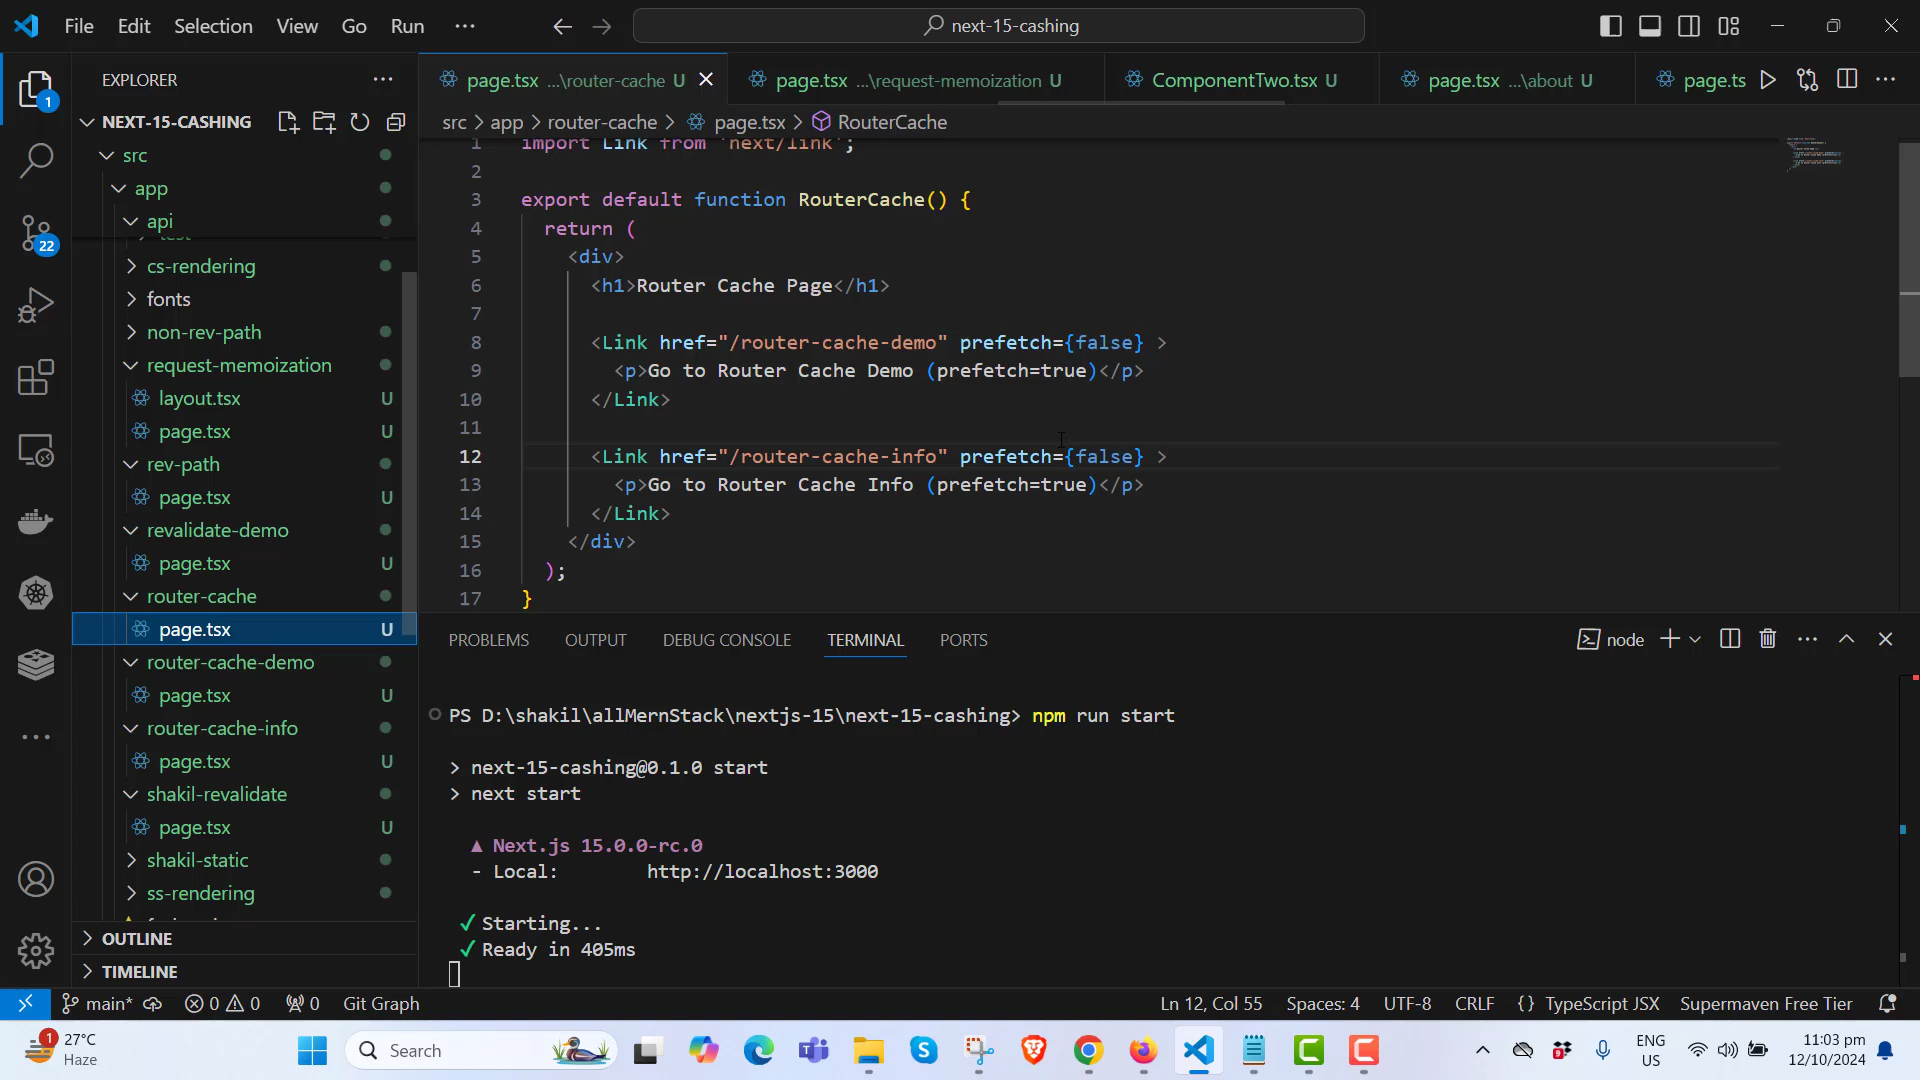 File Edit Selection View Go Run ··· next-15-cashing
EXPLORER ···
page.tsx ...\router-cache U
page.tsx ...\request-memoization U
ComponentTwo.tsx U
page.tsx ...\about U
page.ts
NEXT-15-CASHING
src > app > router-cache > page.tsx > RouterCache
1
22
src
app
api
cs-rendering
fonts
non-rev-path
request-memoization
layout.tsx U
page.tsx U
rev-path
page.tsx U
revalidate-demo
page.tsx U
router-cache
page.tsx U
router-cache-demo
page.tsx U
router-cache-info
page.tsx U
shakil-revalidate
page.tsx U
shakil-static
ss-rendering
OUTLINE
TIMELINE
1 import Link from 'next/link';
2
3 export default function RouterCache() {
4 return (
5 <div>
6 <h1>Router Cache Page</h1>
7
8 <Link href="/router-cache-demo" prefetch={false} >
9 <p>Go to Router Cache Demo (prefetch=true)</p>
10 </Link>
11
12 <Link href="/router-cache-info" prefetch={false} >
13 <p>Go to Router Cache Info (prefetch=true)</p>
14 </Link>
15 </div>
16 );
17 }
PROBLEMS OUTPUT DEBUG CONSOLE TERMINAL PORTS
node
PS D:\shakil\allMernStack\nextjs-15\next-15-cashing> npm run start
> next-15-cashing@0.1.0 start
> next start
▲ Next.js 15.0.0-rc.0
- Local: http://localhost:3000
✓ Starting...
✓ Ready in 405ms
main* 0 0 0 Git Graph
Ln 12, Col 55 Spaces: 4 UTF-8 CRLF {} TypeScript JSX Supermaven Free Tier
1
27°C
Haze
Search
9
ENG
US
11:03 pm
12/10/2024